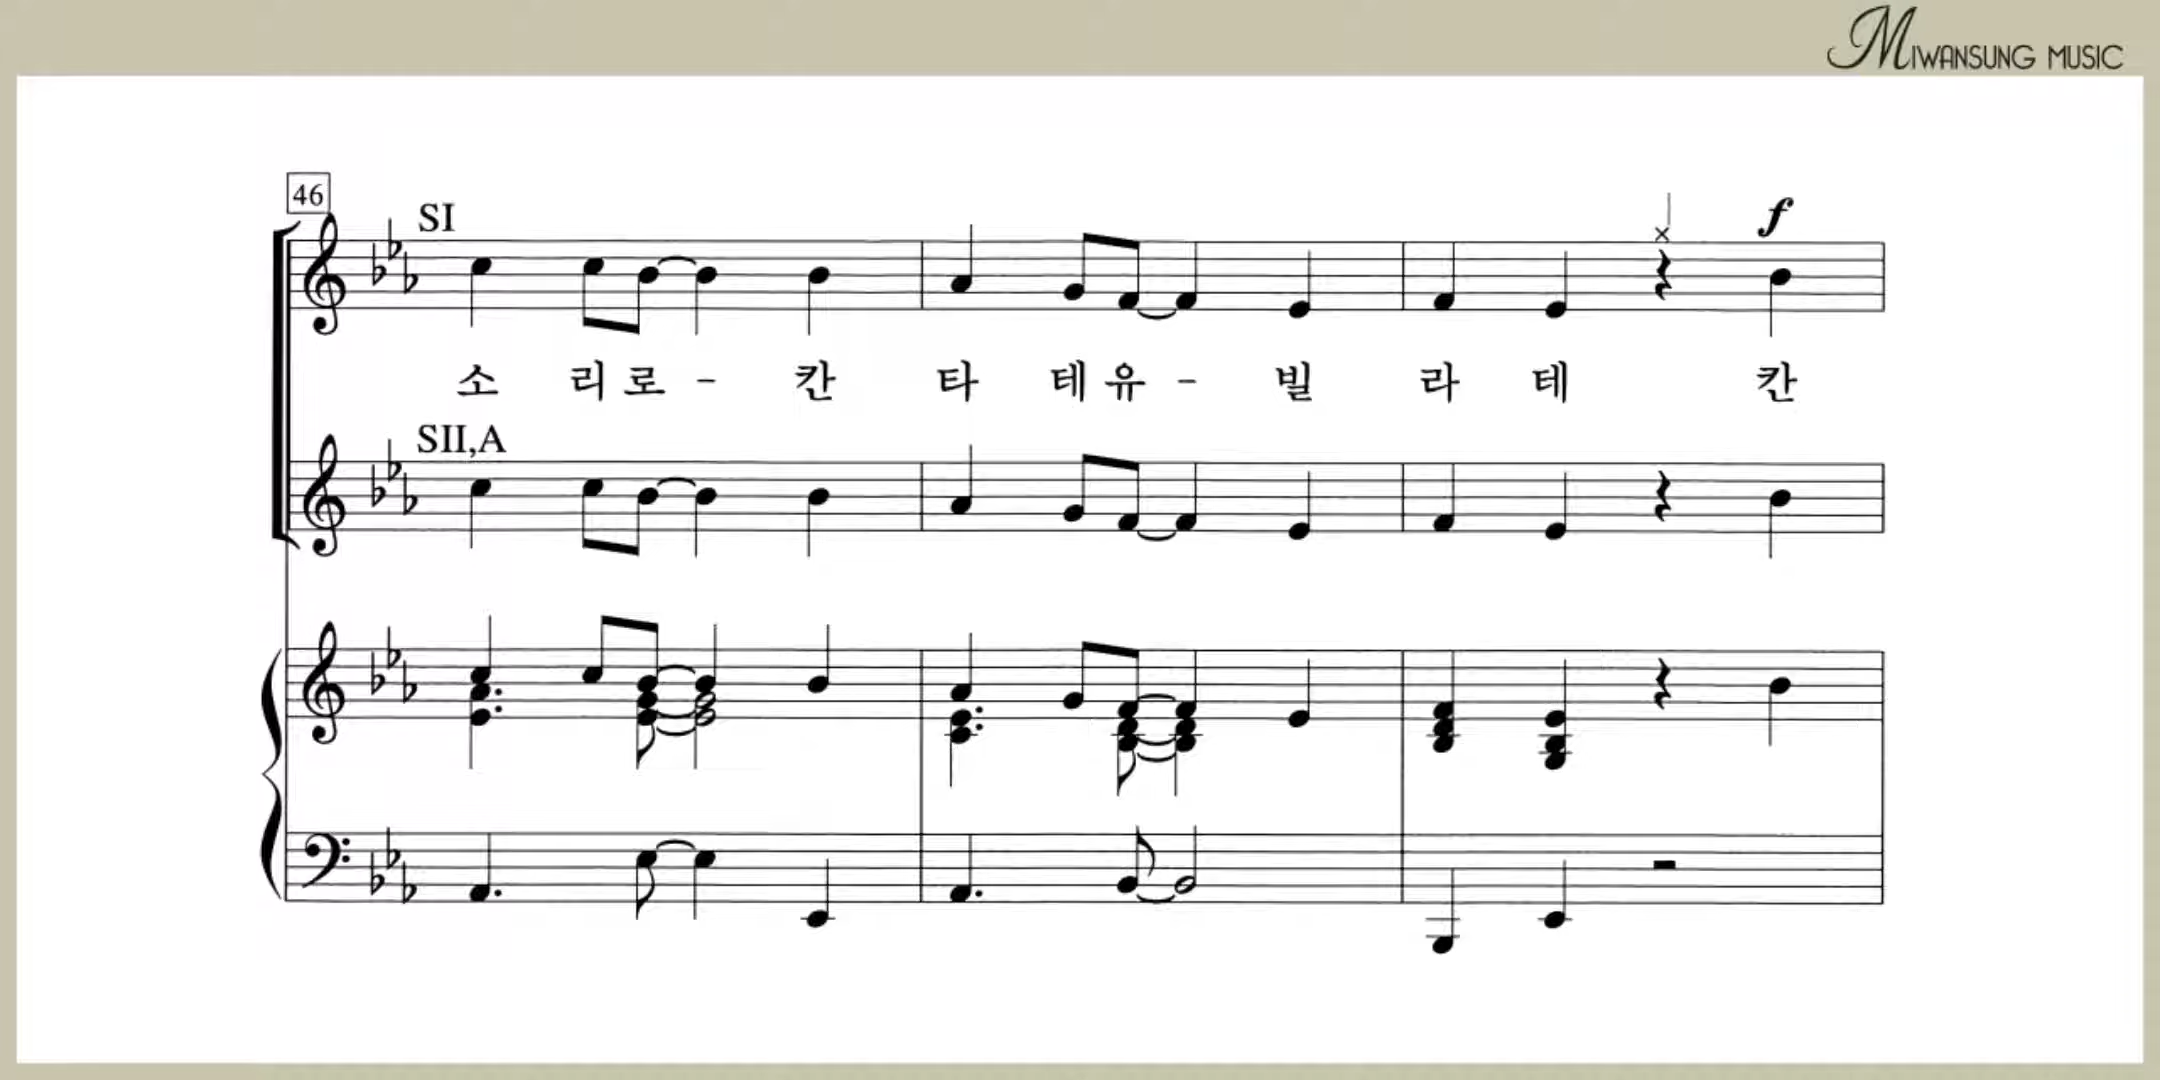 MIWANSUNG MUSIC
46
SI
f
소 리 로 - 칸 타 테 유 - 빌 라 테 칸
SII,A